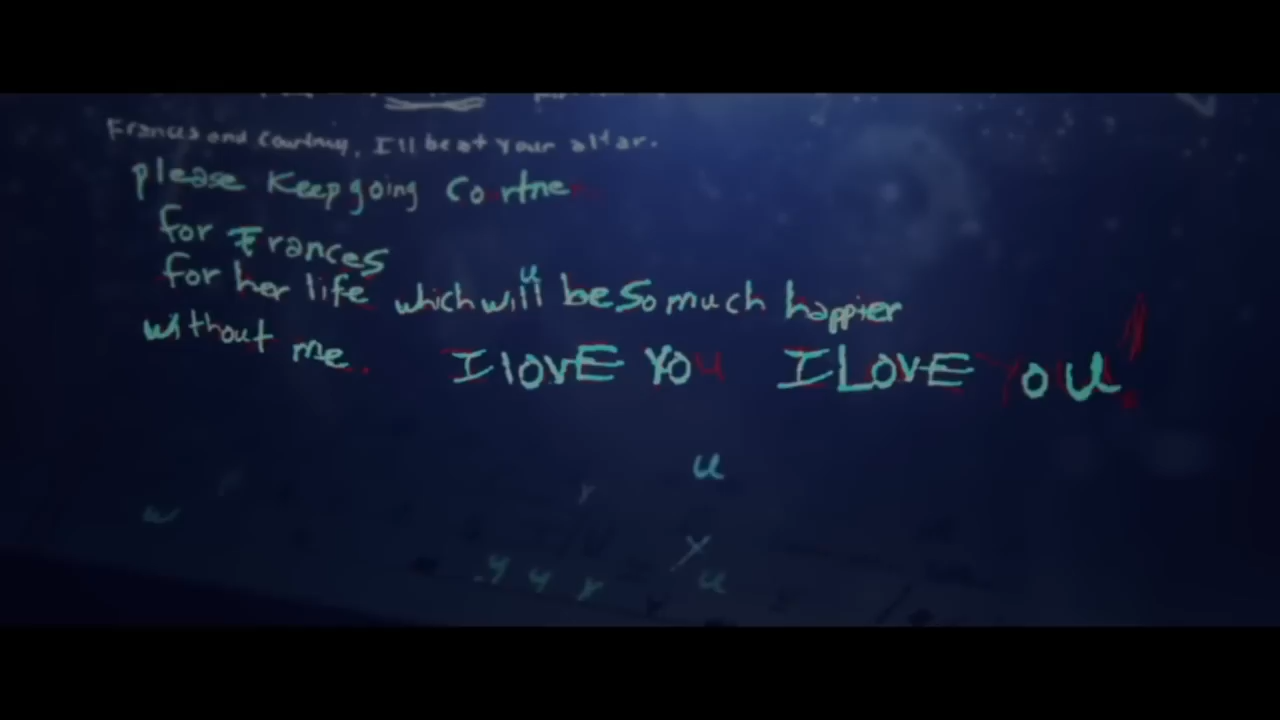 Frances and Courtney, I'll be at your altar.
please Keep going Cortne
for Frances
for her life which will be so much happier
without me. I lOVE YOU I LOVE YOU!
u
u
Y
w
Y
y y Y u